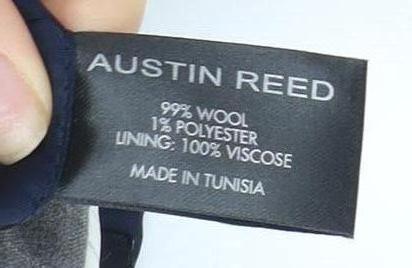 AUSTIN REED
99% WOOL
1% POLYESTER
LINING: 100% VISCOSE
MADE IN TUNISIA